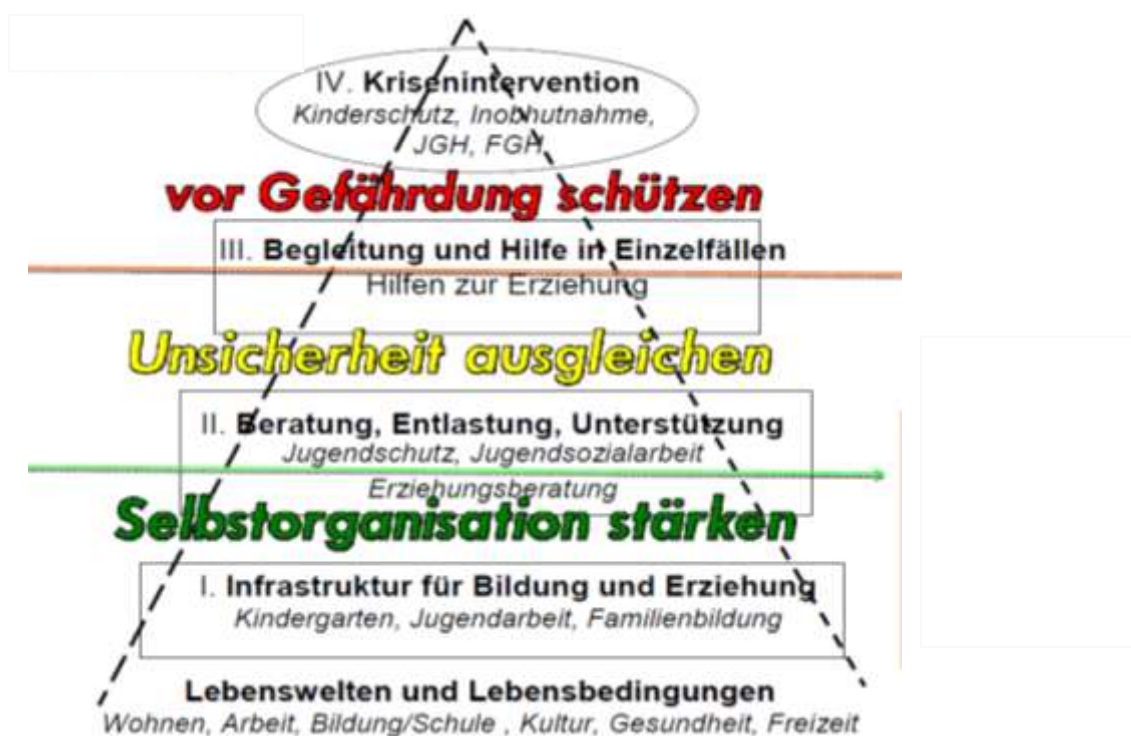 IV. Krisenintervention
Kinderschutz, Inobhutnahme,
JGH, FGH
vor Gefährdung schützen
III. Begleitung und Hilfe in Einzelfällen
Hilfen zur Erziehung
Unsicherheit ausgleichen
II. Beratung, Entlastung, Unterstützung
Jugendschutz, Jugendsozialarbeit
Erziehungsberatung
Selbstorganisation stärken
I. Infrastruktur für Bildung und Erziehung
Kindergarten, Jugendarbeit, Familienbildung
Lebenswelten und Lebensbedingungen
Wohnen, Arbeit, Bildung/Schule , Kultur, Gesundheit, Freizeit